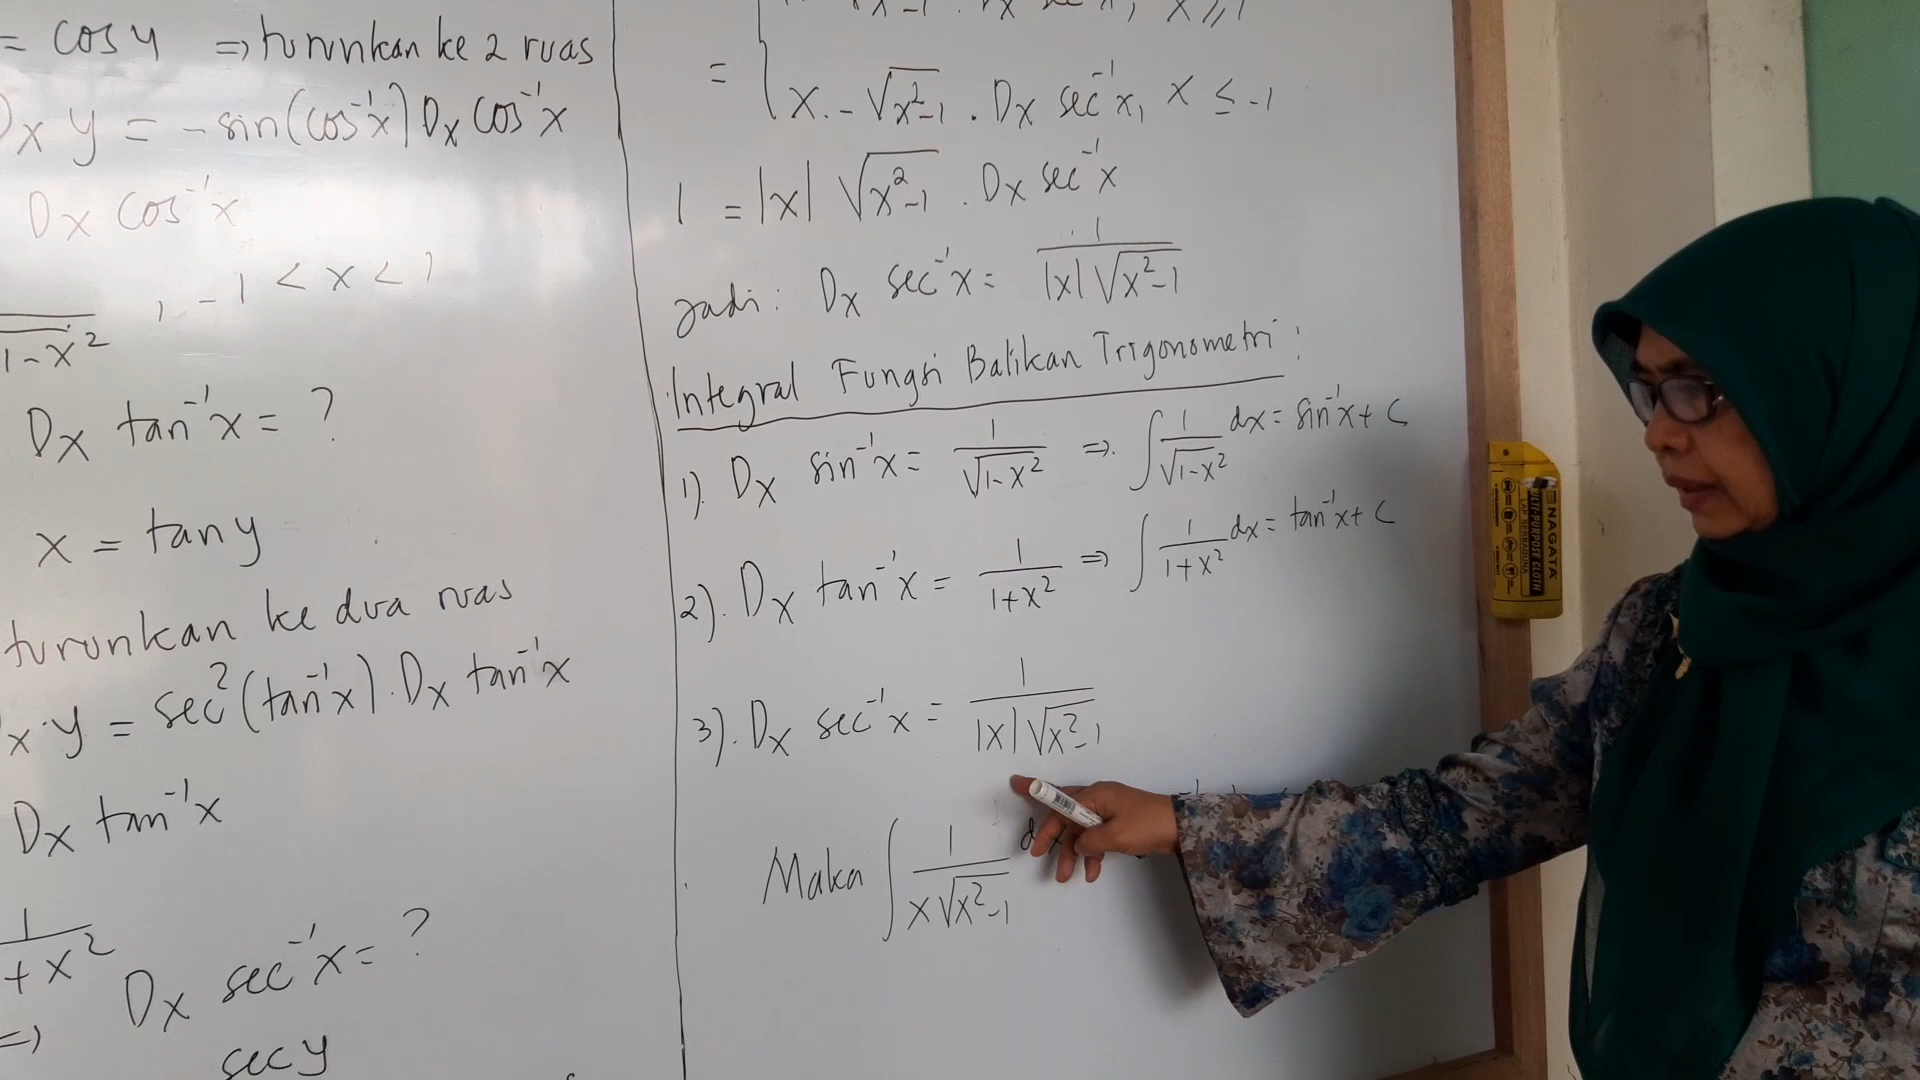 = cos y => turunkan ke 2 ruas
Dx y = -sin(cos⁻¹x) Dx cos⁻¹x
Dx cos⁻¹x
, -1 < x < 1
√1-x²
Dx tan⁻¹x = ?
x = tan y
turunkan ke dua ruas
x y = sec²(tan⁻¹x) . Dx tan⁻¹x
Dx tan⁻¹x
1/+x²
Dx sec⁻¹x = ?
=>
sec y
= { x . -√x²-1 . Dx sec⁻¹x, x ≤ -1
1 = |x| √x²-1 . Dx sec⁻¹x
Jadi : Dx sec⁻¹x = 1/|x|√x²-1
Integral Fungsi Balikan Trigonometri :
1). Dx sin⁻¹x = 1/√1-x² => ∫ 1/√1-x² dx = sin⁻¹x + C
2). Dx tan⁻¹x = 1/1+x² => ∫ 1/1+x² dx = tan⁻¹x + C
3). Dx sec⁻¹x = 1/|x|√x²-1
Maka ∫ 1/x√x²-1 dx
NAGATA
MULTI-PURPOSE CLOTH
LAP SERBAGUNA